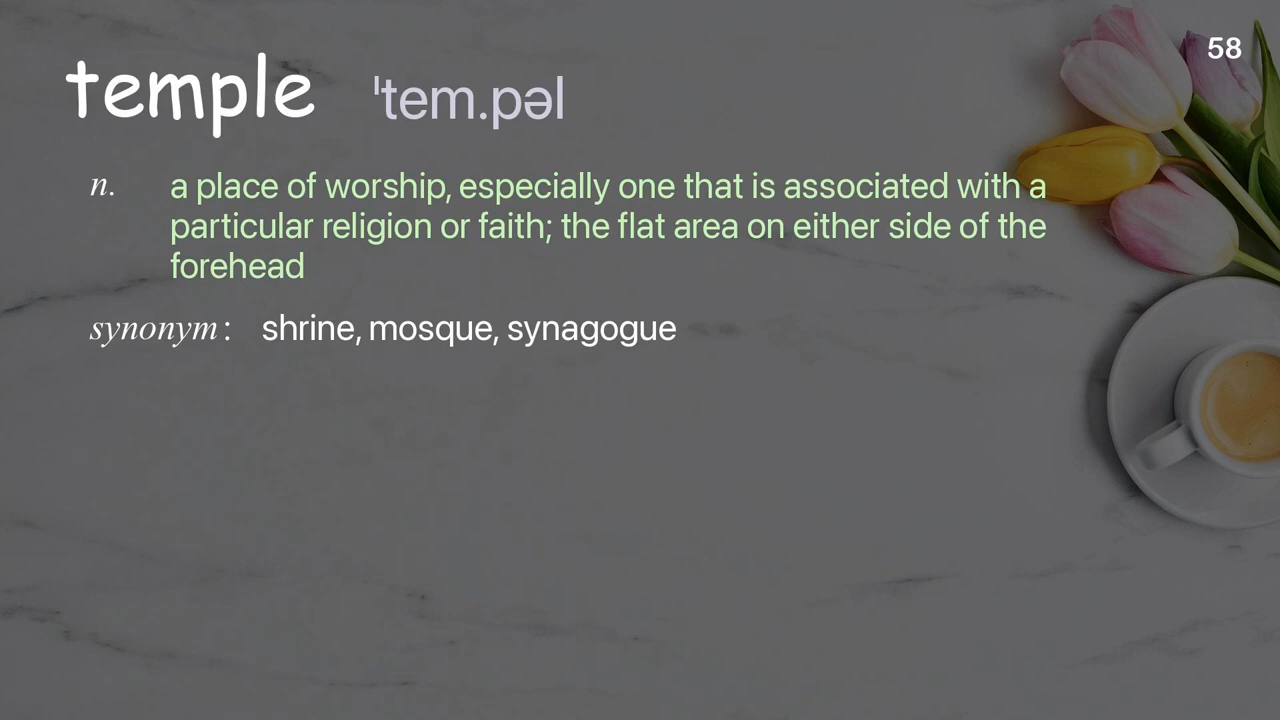 58
temple ˈtem.pəl
n. a place of worship, especially one that is associated with a
particular religion or faith; the flat area on either side of the
forehead
synonym: shrine, mosque, synagogue